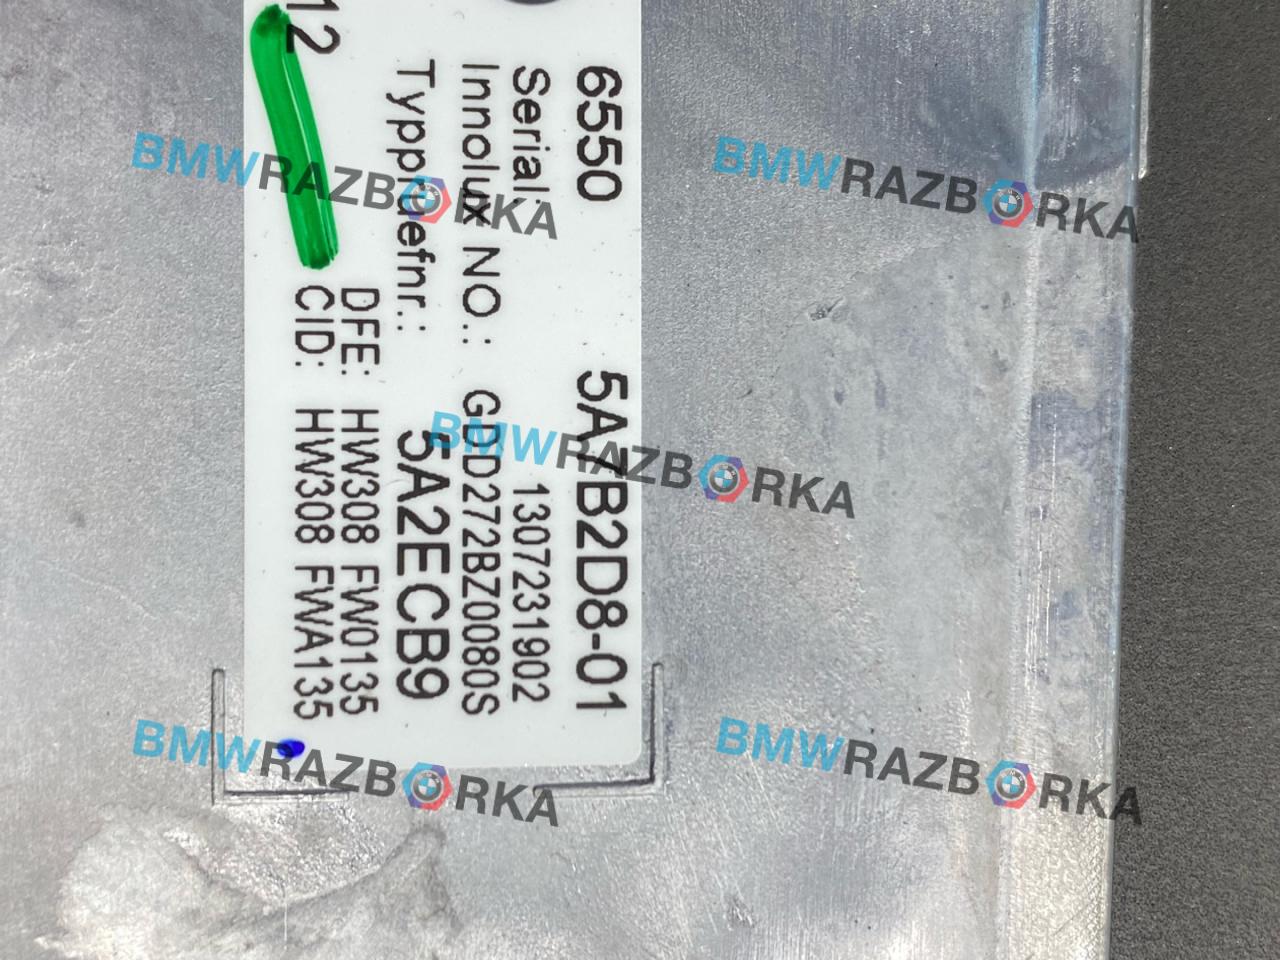 6550 5A7B2D8-01
Serial: 1307231902
Innolux NO.: GDD272BZ0080S
Typprüefnr.: 5A2ECB9
DFE: HW308 FW0135
CID: HW308 FWA135
12
BMWRAZBORKA
BMWRAZBORKA
BMWRAZBORKA
BMWRAZBORKA
BMWRAZBORKA